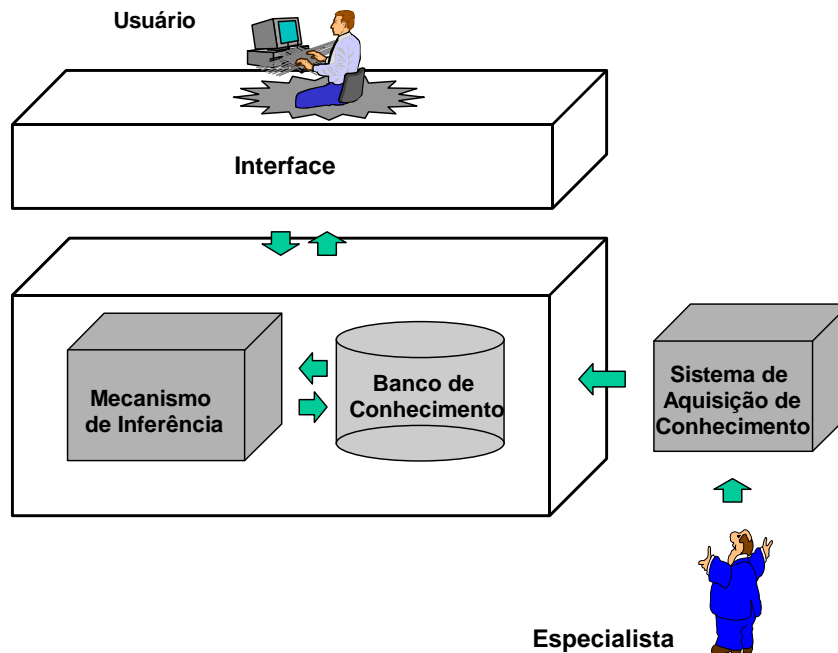 Usuário
Interface
Mecanismo
de Inferência
Banco de
Conhecimento
Sistema de
Aquisição de
Conhecimento
Especialista